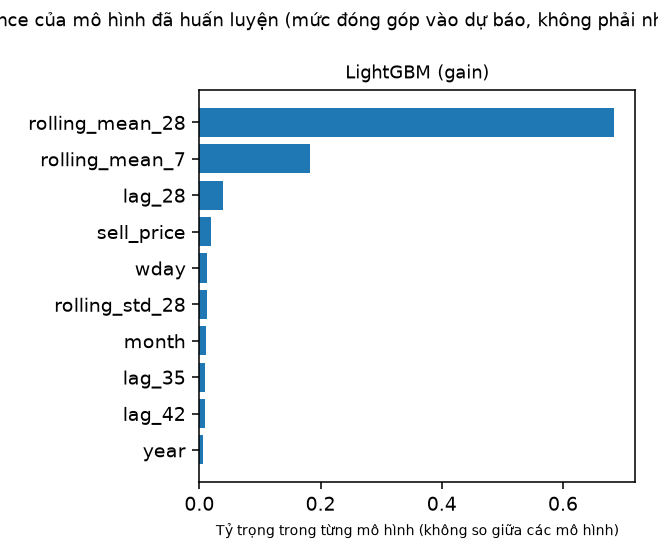 của mô hình đã huấn luyện (mức đóng góp vào dự báo, không phải
LightGBM (gain)
rolling_mean_28
rolling_mean_7
lag_28
sell_price
wday
rolling_std_28
month
lag_35
lag_42
year
0.0 0.2 0.4 0.6
Tỷ trọng trong từng mô hình (không so giữa các mô hình)